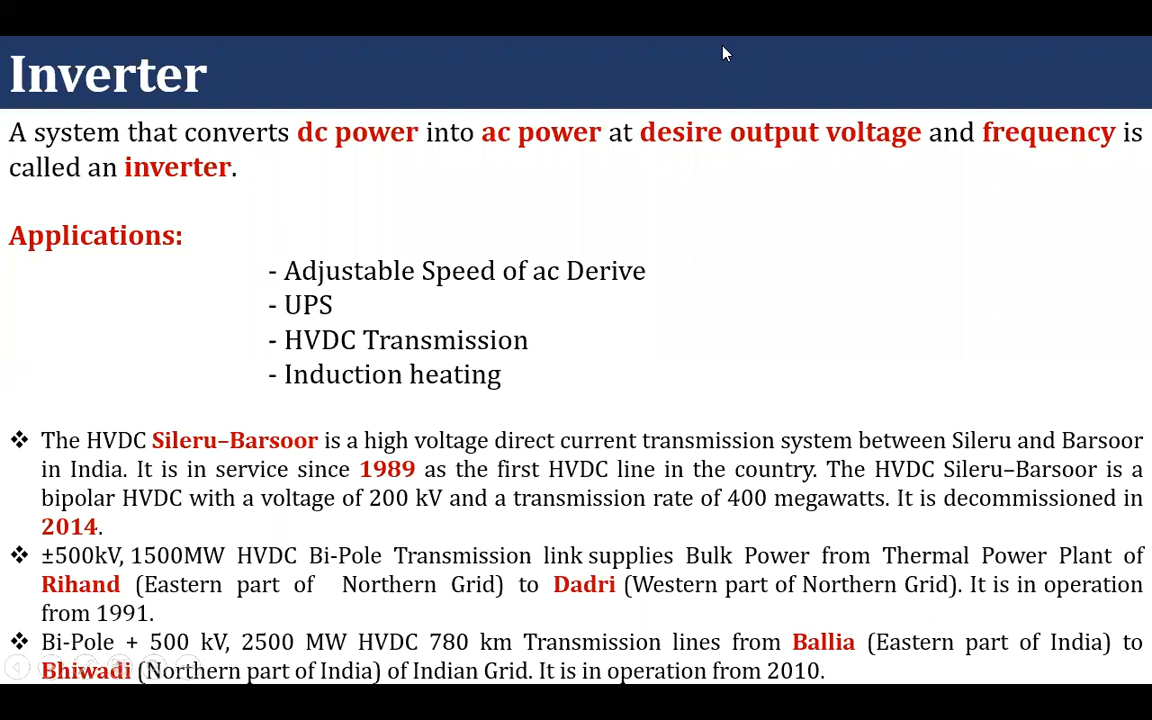 Inverter
A system that converts dc power into ac power at desire output voltage and frequency is
called an inverter.
Applications:
- Adjustable Speed of ac Derive
- UPS
- HVDC Transmission
- Induction heating
❖ The HVDC Sileru–Barsoor is a high voltage direct current transmission system between Sileru and Barsoor
in India. It is in service since 1989 as the first HVDC line in the country. The HVDC Sileru–Barsoor is a
bipolar HVDC with a voltage of 200 kV and a transmission rate of 400 megawatts. It is decommissioned in
2014.
❖ ±500kV, 1500MW HVDC Bi-Pole Transmission link supplies Bulk Power from Thermal Power Plant of
Rihand (Eastern part of Northern Grid) to Dadri (Western part of Northern Grid). It is in operation
from 1991.
❖ Bi-Pole + 500 kV, 2500 MW HVDC 780 km Transmission lines from Ballia (Eastern part of India) to
Bhiwadi (Northern part of India) of Indian Grid. It is in operation from 2010.